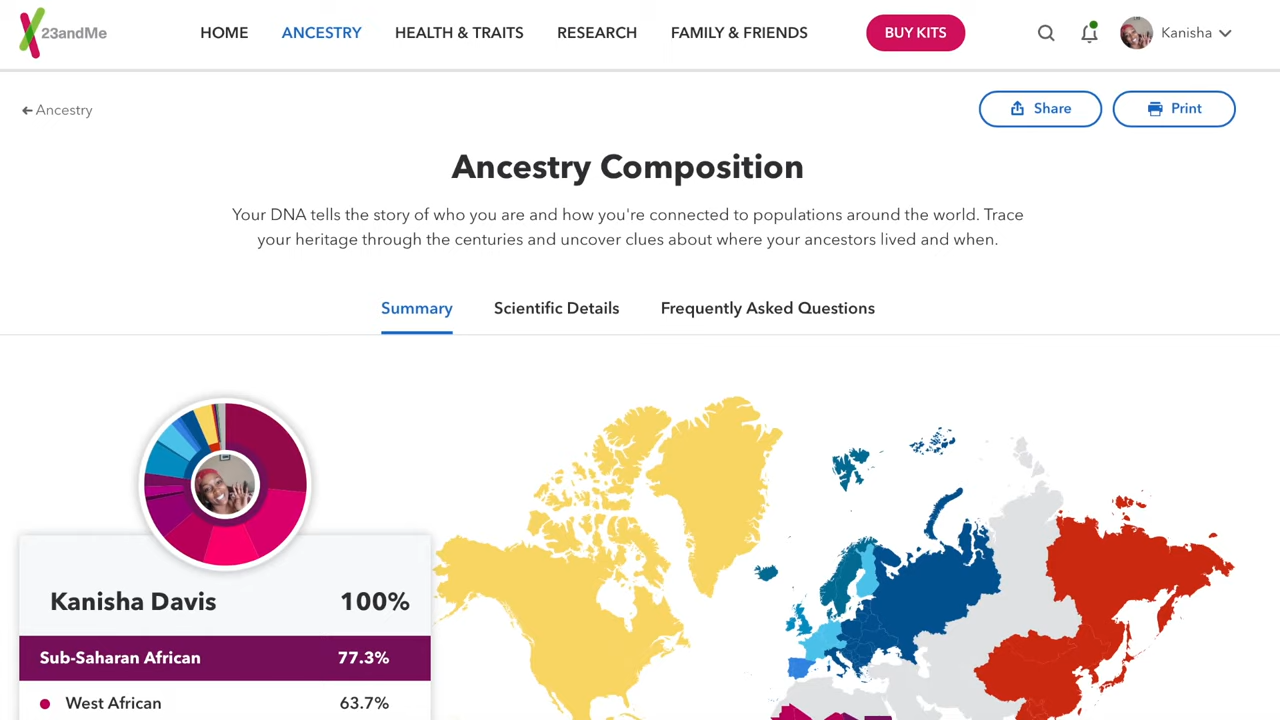 23andMe
HOME ANCESTRY HEALTH & TRAITS RESEARCH FAMILY & FRIENDS BUY KITS Kanisha
Ancestry
Share Print
Ancestry Composition
Your DNA tells the story of who you are and how you're connected to populations around the world. Trace
your heritage through the centuries and uncover clues about where your ancestors lived and when.
Summary Scientific Details Frequently Asked Questions
Kanisha Davis 100%
Sub-Saharan African 77.3%
West African 63.7%